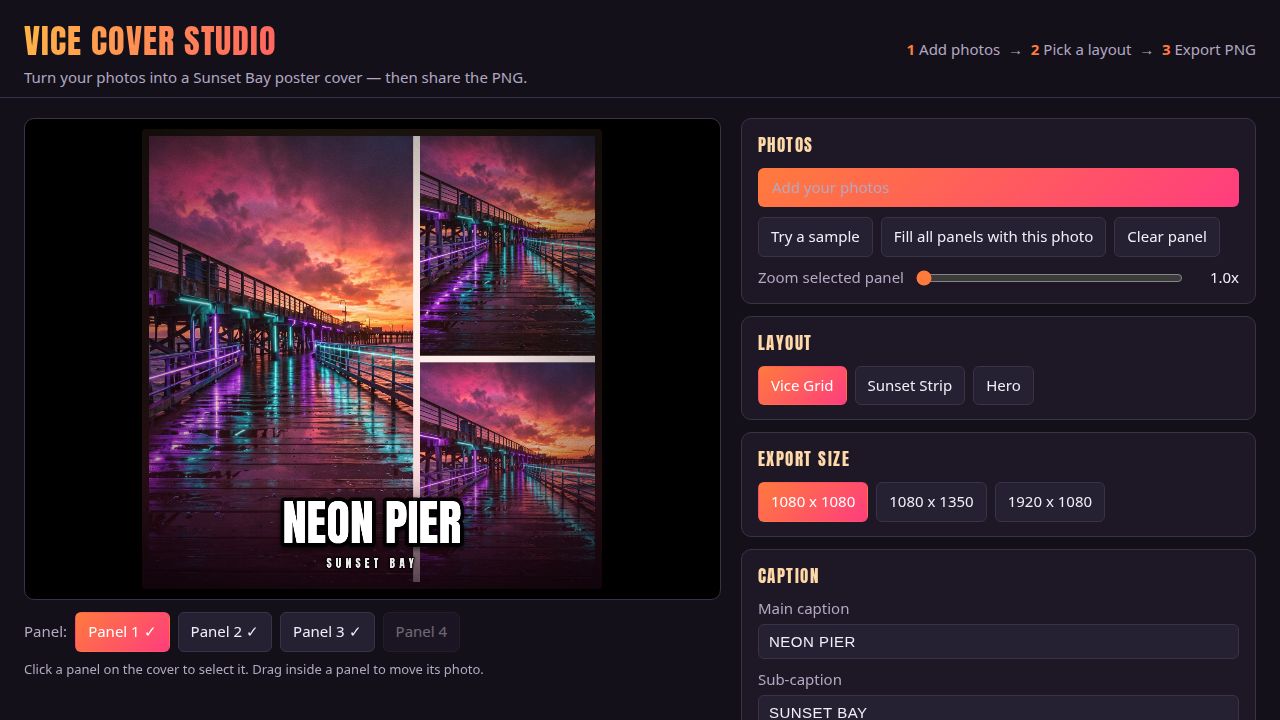 VICE COVER STUDIO
Turn your photos into a Sunset Bay poster cover — then share the PNG.
1 Add photos → 2 Pick a layout → 3 Export PNG
NEON PIER
SUNSET BAY
Panel: Panel 1 ✓ Panel 2 ✓ Panel 3 ✓ Panel 4
Click a panel on the cover to select it. Drag inside a panel to move its photo.
PHOTOS
Add your photos
Try a sample Fill all panels with this photo Clear panel
Zoom selected panel 1.0x
LAYOUT
Vice Grid Sunset Strip Hero
EXPORT SIZE
1080 x 1080 1080 x 1350 1920 x 1080
CAPTION
Main caption
NEON PIER
Sub-caption
SUNSET BAY